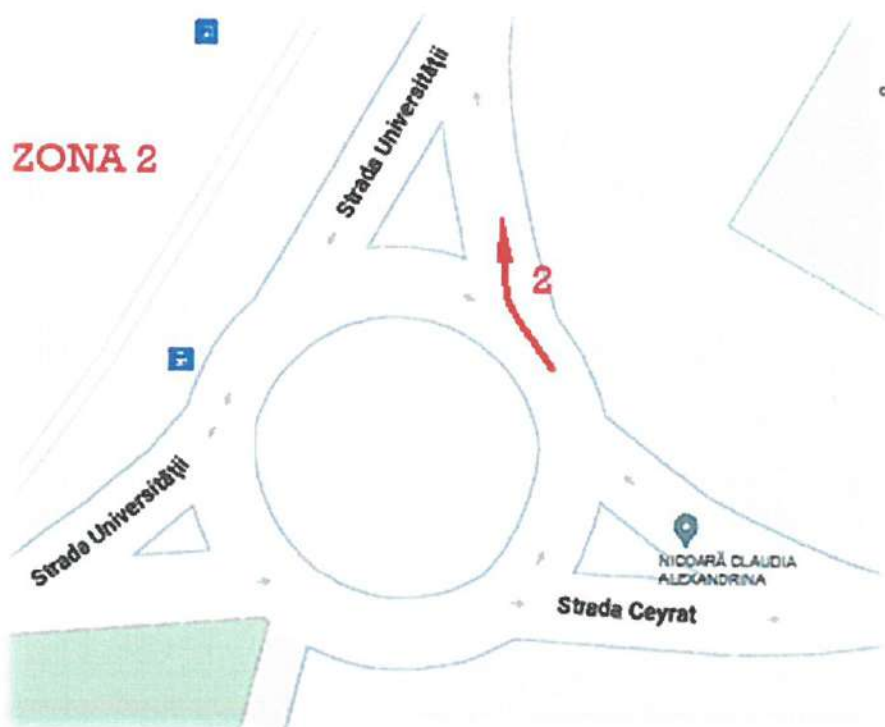 Strada Universității
ZONA 2
2
Strada Universității
NICOARĂ CLAUDIA
ALEXANDRINA
Strada Ceyrat